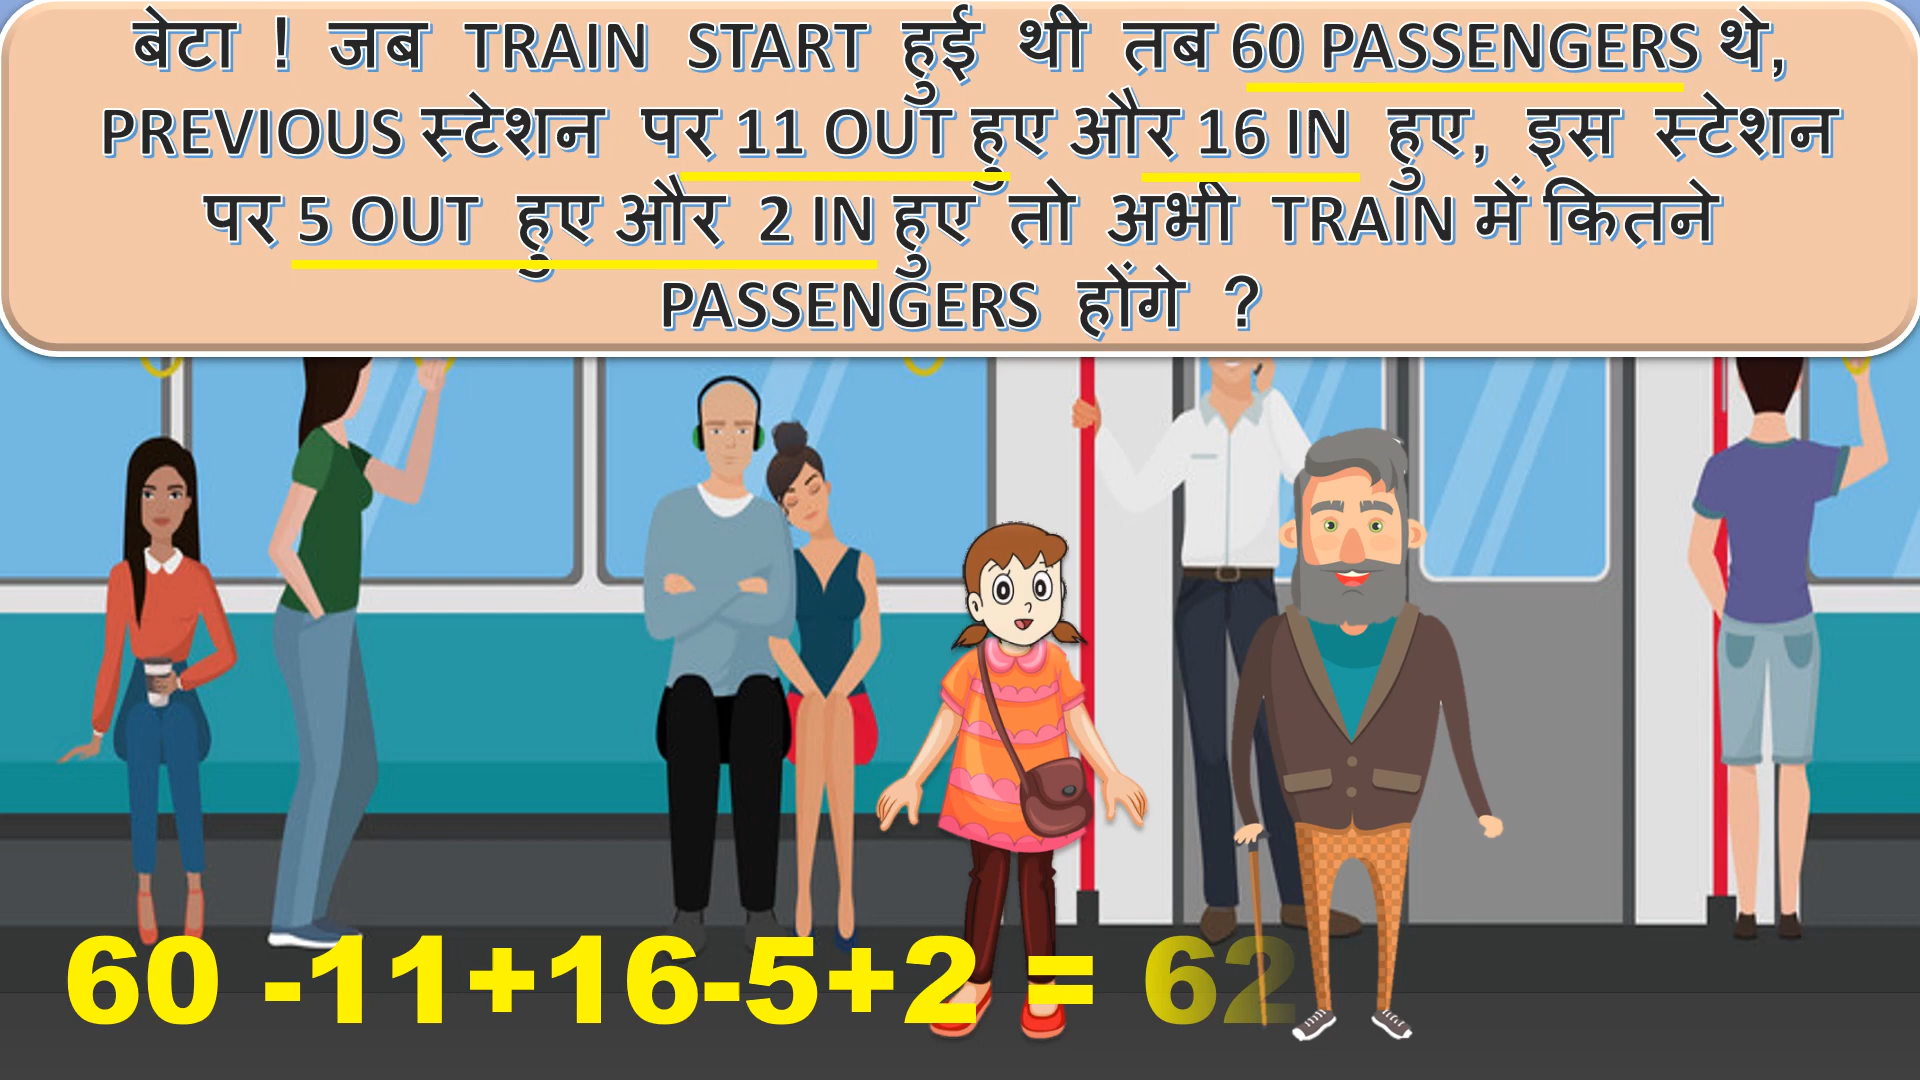 बेटा ! जब TRAIN START हुई थी तब 60 PASSENGERS थे,
PREVIOUS स्टेशन पर 11 OUT हुए और 16 IN हुए, इस स्टेशन
पर 5 OUT हुए और 2 IN हुए तो अभी TRAIN में कितने
PASSENGERS होंगे ?
60 -11+16-5+2 = 62